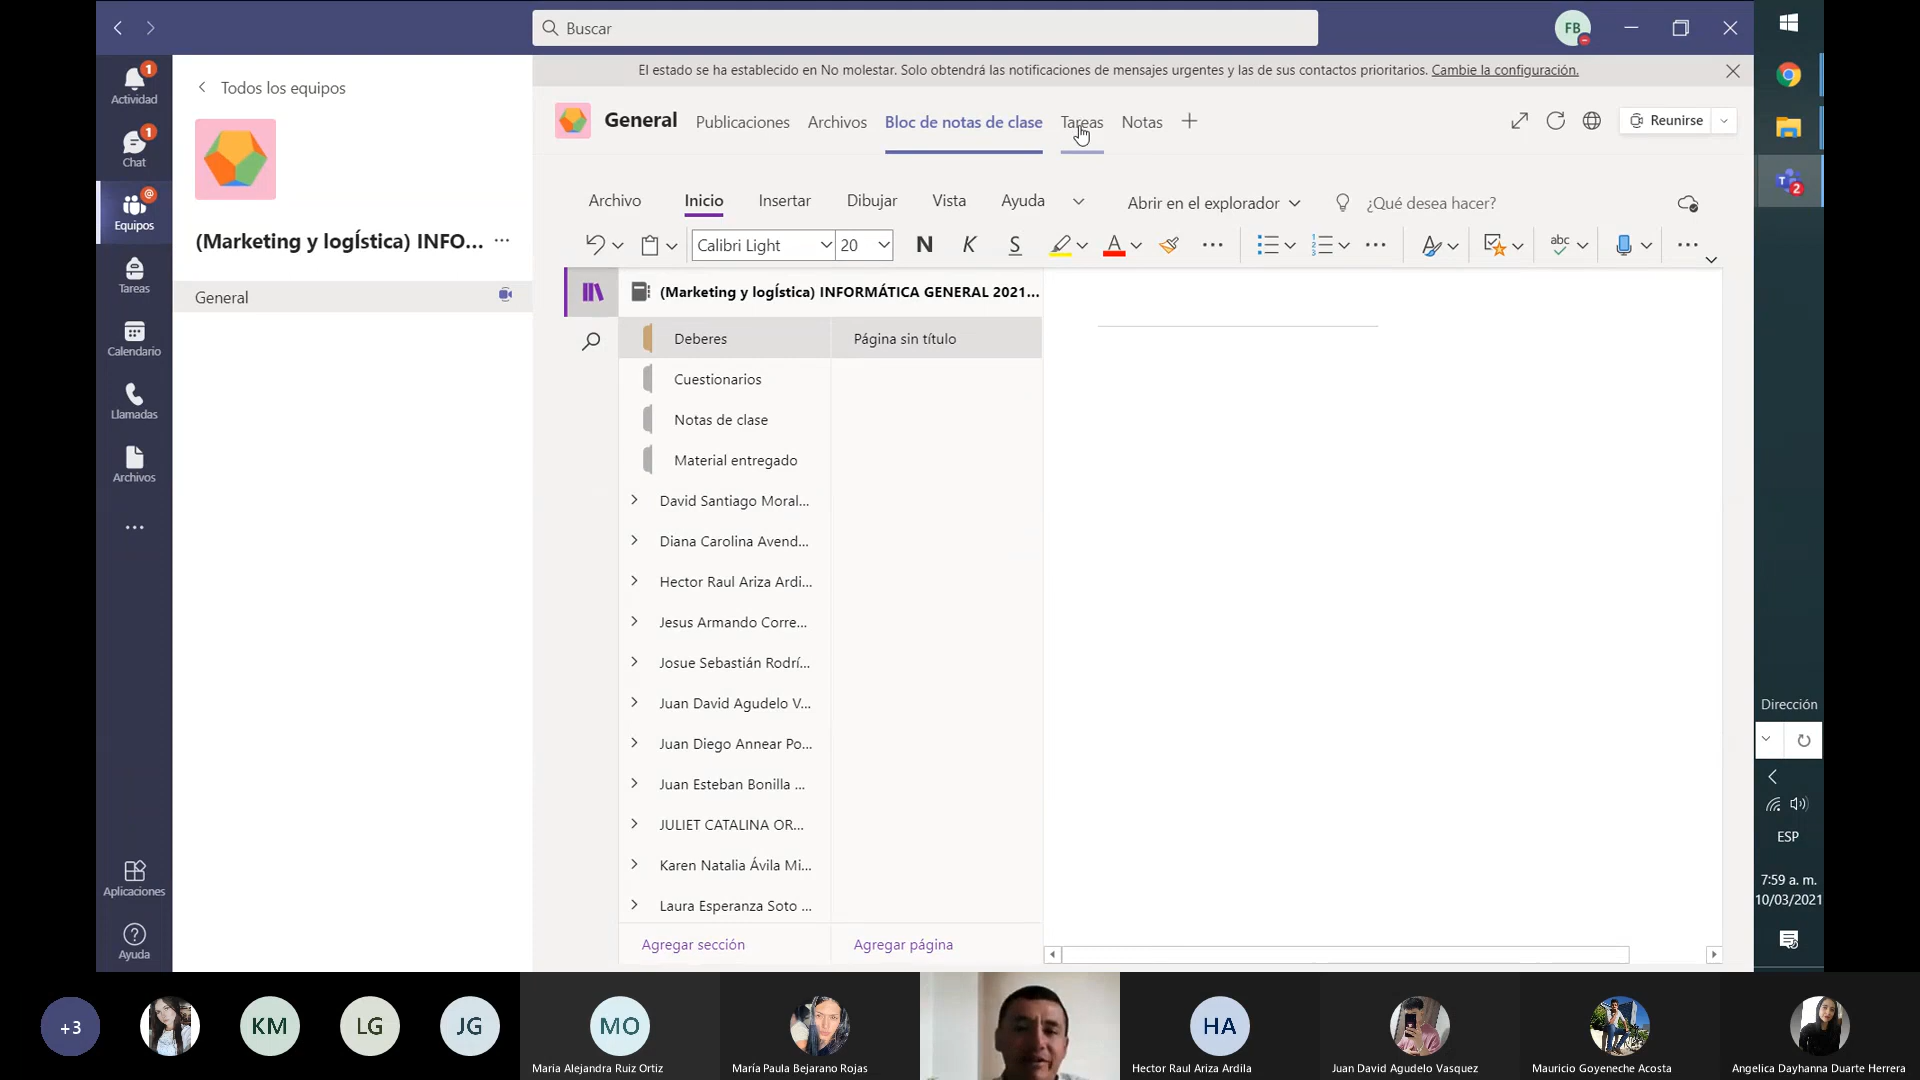 Buscar
FB
El estado se ha establecido en No molestar. Solo obtendrá las notificaciones de mensajes urgentes y las de sus contactos prioritarios. Cambie la configuración.
1
Actividad
1
Chat
@
Equipos
Tareas
Calendario
Llamadas
Archivos
Aplicaciones
Ayuda
Todos los equipos
(Marketing y logÍstica) INFO...
General
General
Publicaciones
Archivos
Bloc de notas de clase
Tareas
Notas
Reunirse
Archivo
Inicio
Insertar
Dibujar
Vista
Ayuda
Abrir en el explorador
¿Qué desea hacer?
Calibri Light
20
N
K
S
A
abc
(Marketing y logÍstica) INFORMÁTICA GENERAL 2021...
Deberes
Cuestionarios
Notas de clase
Material entregado
David Santiago Moral...
Diana Carolina Avend...
Hector Raul Ariza Ardi...
Jesus Armando Corre...
Josue Sebastián Rodrí...
Juan David Agudelo V...
Juan Diego Annear Po...
Juan Esteban Bonilla ...
JULIET CATALINA OR...
Karen Natalia Ávila Mi...
Laura Esperanza Soto ...
Agregar sección
Página sin título
Agregar página
T
2
Dirección
ESP
7:59 a. m.
10/03/2021
+3
KM
LG
JG
MO
Maria Alejandra Ruiz Ortiz
María Paula Bejarano Rojas
HA
Hector Raul Ariza Ardila
Juan David Agudelo Vasquez
Mauricio Goyeneche Acosta
Angelica Dayhanna Duarte Herrera